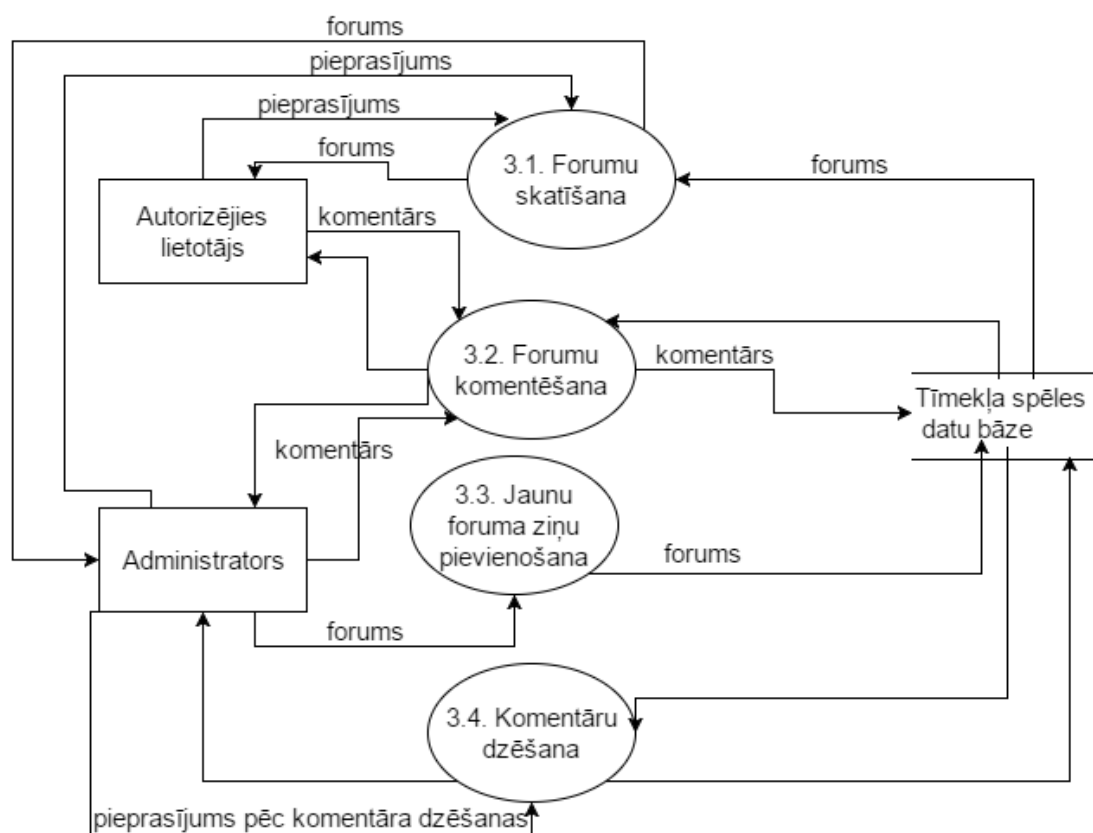 forums
pieprasījums
pieprasījums
forums
3.1. Forumu
skatīšana
forums
Autorizējies
lietotājs
komentārs
3.2. Forumu
komentēšana
komentārs
Tīmekļa spēles
datu bāze
komentārs
3.3. Jaunu
foruma ziņu
pievienošana
Administrators
forums
forums
3.4. Komentāru
dzēšana
pieprasījums pēc komentāra dzēšanas